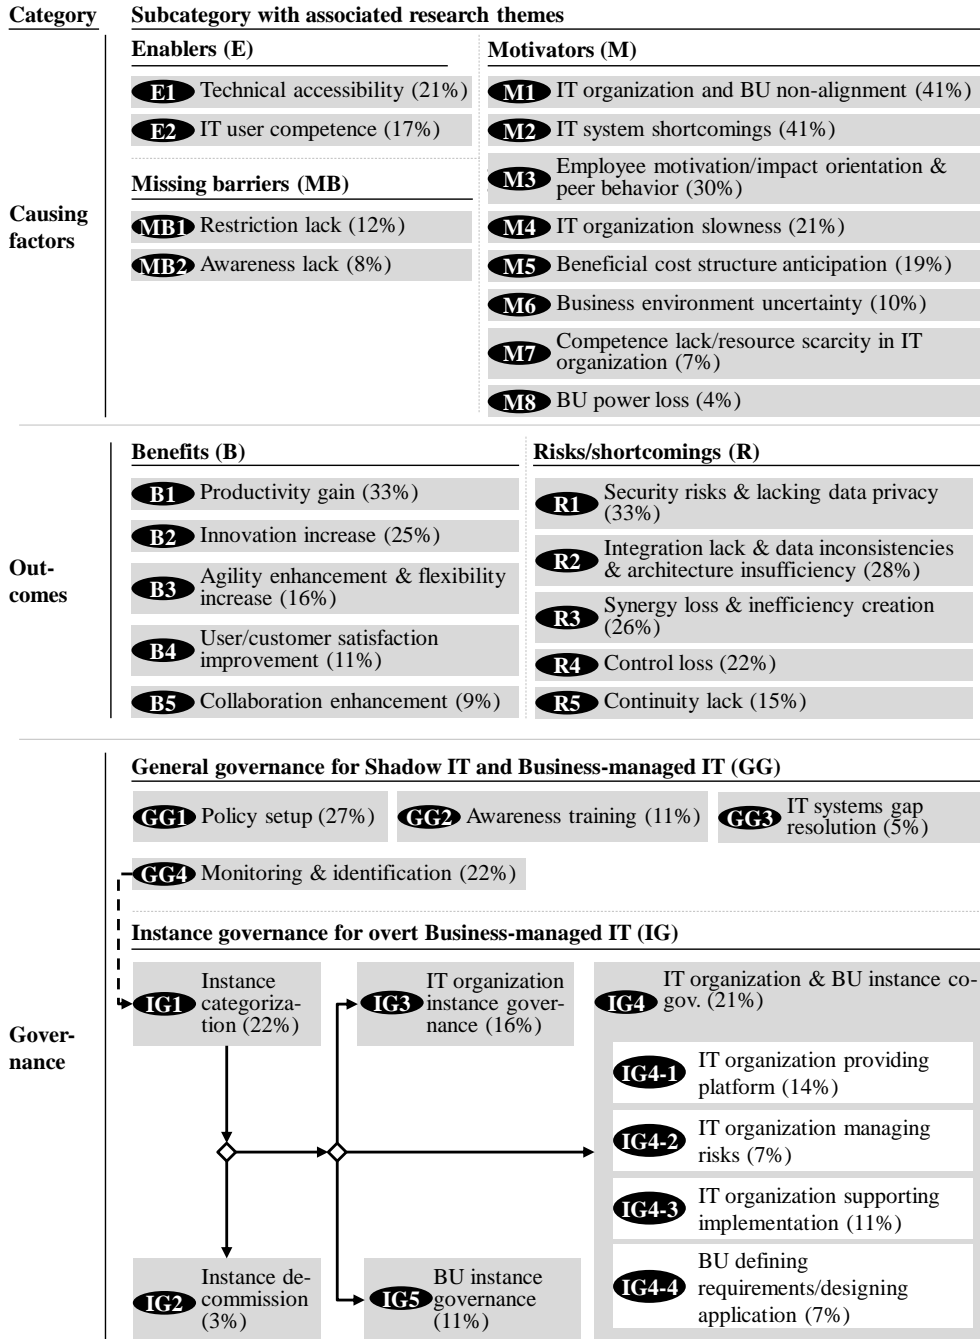 Category
Subcategory with associated research themes
Causing
factors
Enablers (E)
E1 Technical accessibility (21%)
E2 IT user competence (17%)
Missing barriers (MB)
MB1 Restriction lack (12%)
MB2 Awareness lack (8%)
Motivators (M)
M1 IT organization and BU non-alignment (41%)
M2 IT system shortcomings (41%)
M3 Employee motivation/impact orientation &
peer behavior (30%)
M4 IT organization slowness (21%)
M5 Beneficial cost structure anticipation (19%)
M6 Business environment uncertainty (10%)
M7 Competence lack/resource scarcity in IT
organization (7%)
M8 BU power loss (4%)
Out-
comes
Benefits (B)
B1 Productivity gain (33%)
B2 Innovation increase (25%)
B3 Agility enhancement & flexibility
increase (16%)
B4 User/customer satisfaction
improvement (11%)
B5 Collaboration enhancement (9%)
Risks/shortcomings (R)
R1 Security risks & lacking data privacy
(33%)
R2 Integration lack & data inconsistencies
& architecture insufficiency (28%)
R3 Synergy loss & inefficiency creation
(26%)
R4 Control loss (22%)
R5 Continuity lack (15%)
Gover-
nance
General governance for Shadow IT and Business-managed IT (GG)
GG1 Policy setup (27%)
GG2 Awareness training (11%)
GG3 IT systems gap
resolution (5%)
GG4 Monitoring & identification (22%)
Instance governance for overt Business-managed IT (IG)
IG1 Instance
categoriza-
tion (22%)
IG3 IT organization
instance gover-
nance (16%)
IG4 IT organization & BU instance co-
gov. (21%)
IG4-1 IT organization providing
platform (14%)
IG4-2 IT organization managing
risks (7%)
IG4-3 IT organization supporting
implementation (11%)
IG4-4 BU defining
requirements/designing
application (7%)
IG2 Instance de-
commission
(3%)
IG5 BU instance
governance
(11%)